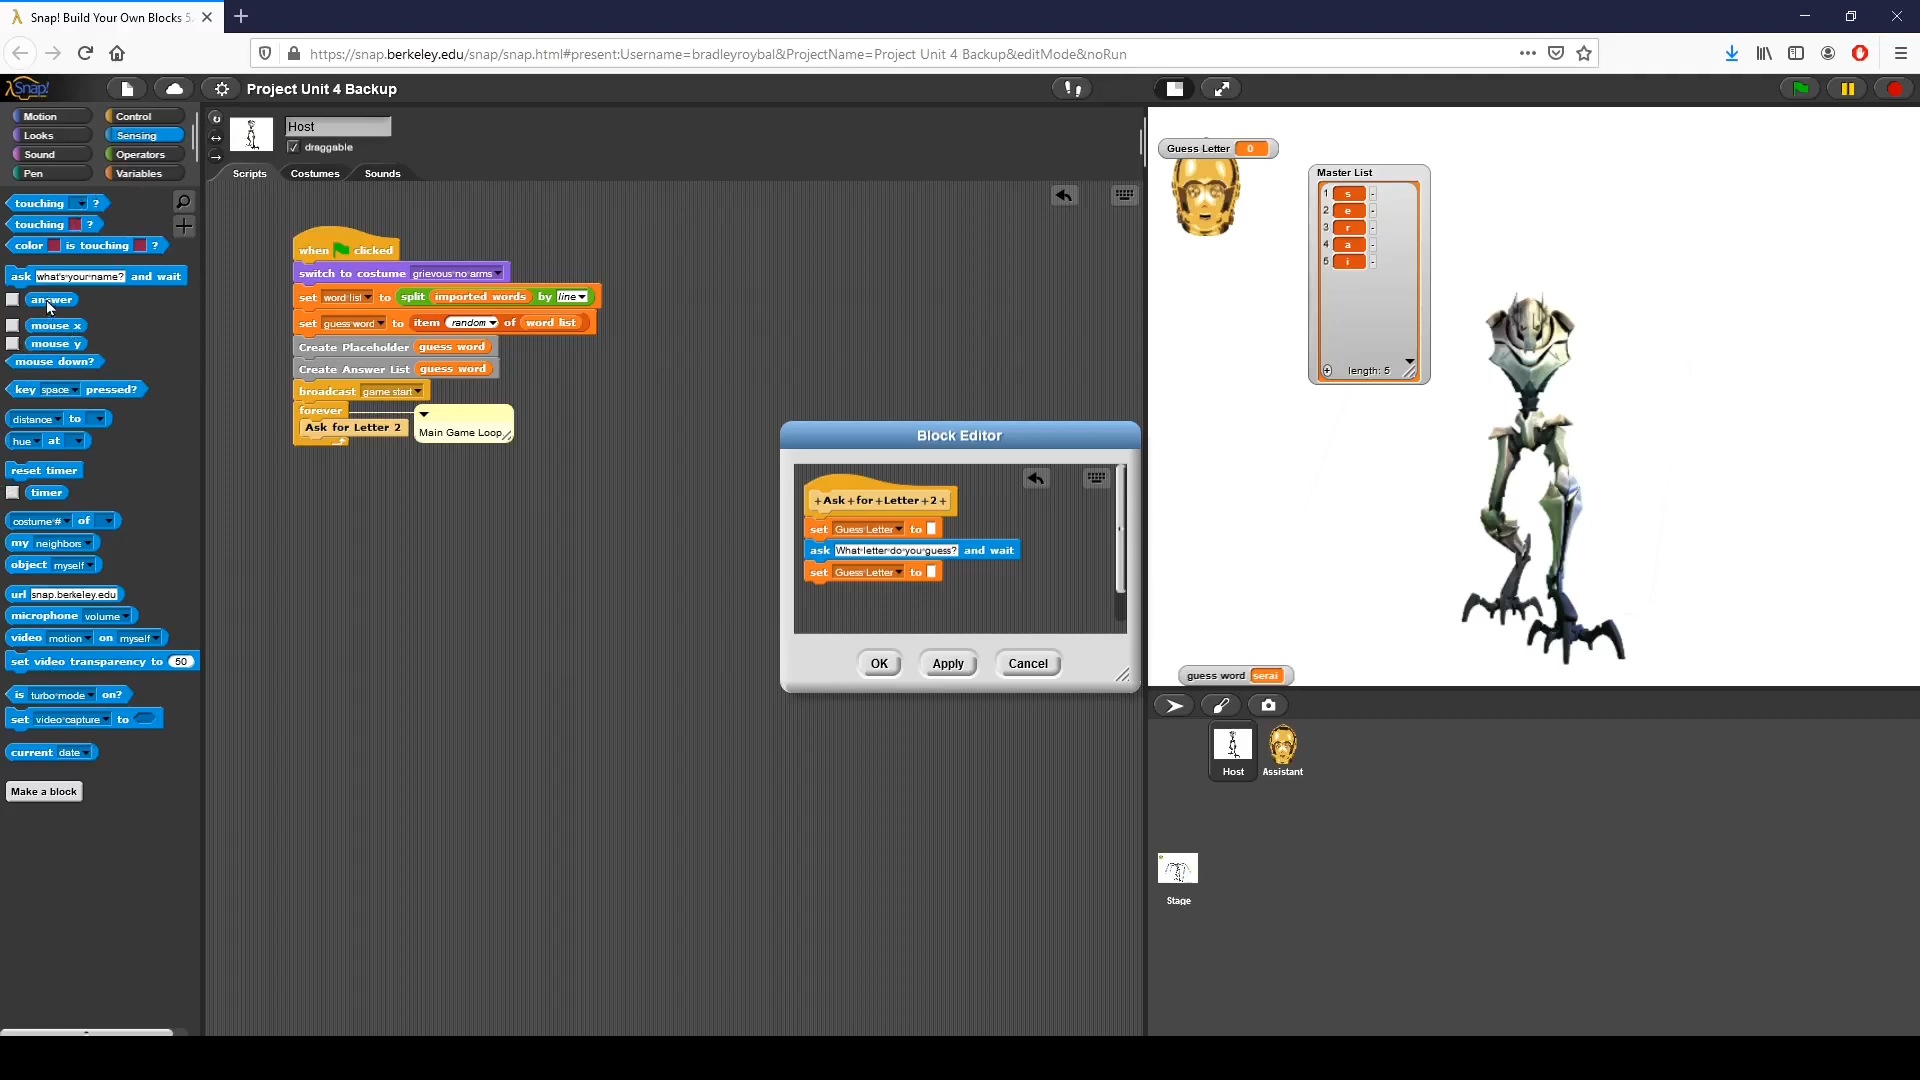 Snap! Build Your Own Blocks 5.
https://snap.berkeley.edu/snap/snap.html#present:Username=bradleyroybal&ProjectName=Project Unit 4 Backup&editMode&noRun
Snap! Project Unit 4 Backup
Motion Control
Looks Sensing
Sound Operators
Pen Variables
Host
draggable
Scripts Costumes Sounds
touching ?
touching ?
color is touching ?
ask what's your name? and wait
answer
mouse x
mouse y
mouse down?
key space pressed?
distance to
hue at
reset timer
timer
costume # of
my neighbors
object myself
url snap.berkeley.edu
microphone volume
video motion on myself
set video transparency to 50
is turbo mode on?
set video capture to
current date
Make a block
when clicked
switch to costume grievous no arms
set word list to split imported words by line
set guess word to item random of word list
Create Placeholder guess word
Create Answer List guess word
broadcast game start
forever
Ask for Letter 2
Main Game Loop
Block Editor
+Ask+for+Letter+2+
set Guess Letter to
ask What letter do you guess? and wait
set Guess Letter to
OK Apply Cancel
Guess Letter 0
Master List
1 s -
2 e -
3 r -
4 a -
5 i -
+ length: 5
guess word serai
Host Assistant
Stage